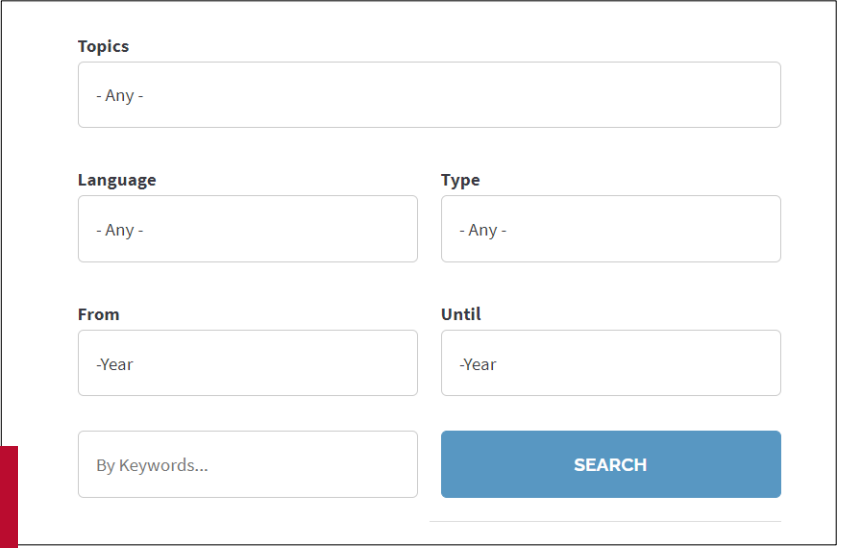 Topics
- Any -
Language
Type
- Any -
- Any -
From
Until
-Year
-Year
By Keywords...
SEARCH